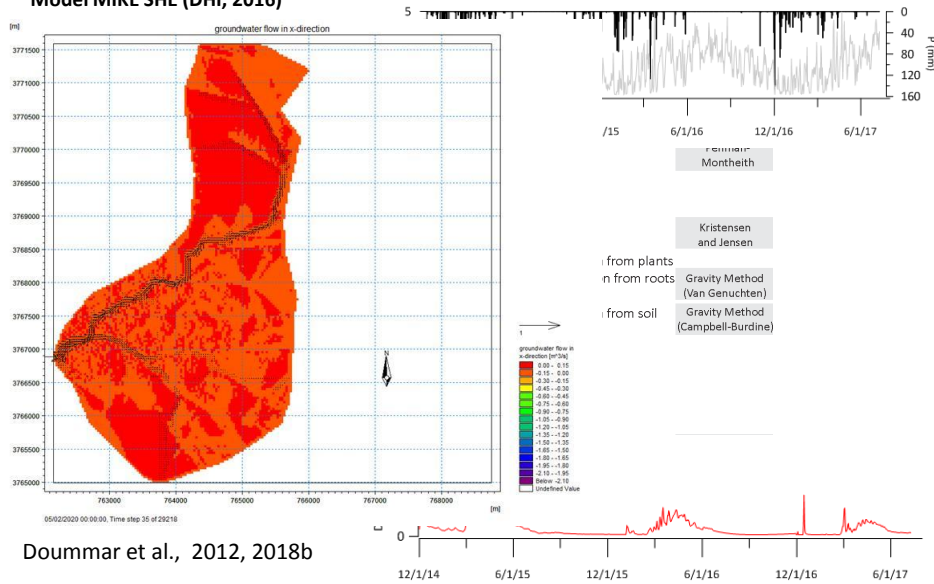 Model MIKE SHE (DHI, 2016)
[m]
groundwater flow in x-direction
3771500
3771000
3770500
3770000
3769500
3769000
3768500
3768000
3767500
3767000
3766500
3766000
3765500
3765000
763000 764000 765000 766000 767000 768000
[m]
N
05/02/2020 00:00:00, Time step 35 of 29218
1
groundwater flow in
x-direction [m^3/s]
0.00 - 0.15
-0.15 - 0.00
-0.30 - -0.15
-0.45 - -0.30
-0.60 - -0.45
-0.75 - -0.60
-0.90 - -0.75
-1.05 - -0.90
-1.20 - -1.05
-1.35 - -1.20
-1.50 - -1.35
-1.65 - -1.50
-1.80 - -1.65
-1.95 - -1.80
-2.10 - -1.95
Below -2.10
Undefined Value
Doummar et al., 2012, 2018b
5
0
40
80
120
160
P (mm)
/15 6/1/16 12/1/16 6/1/17
Penman-
Montheith
Kristensen
and Jensen
from plants
n from roots
Gravity Method
(Van Genuchten)
from soil
Gravity Method
(Campbell-Burdine)
0
12/1/14 6/1/15 12/1/15 6/1/16 12/1/16 6/1/17